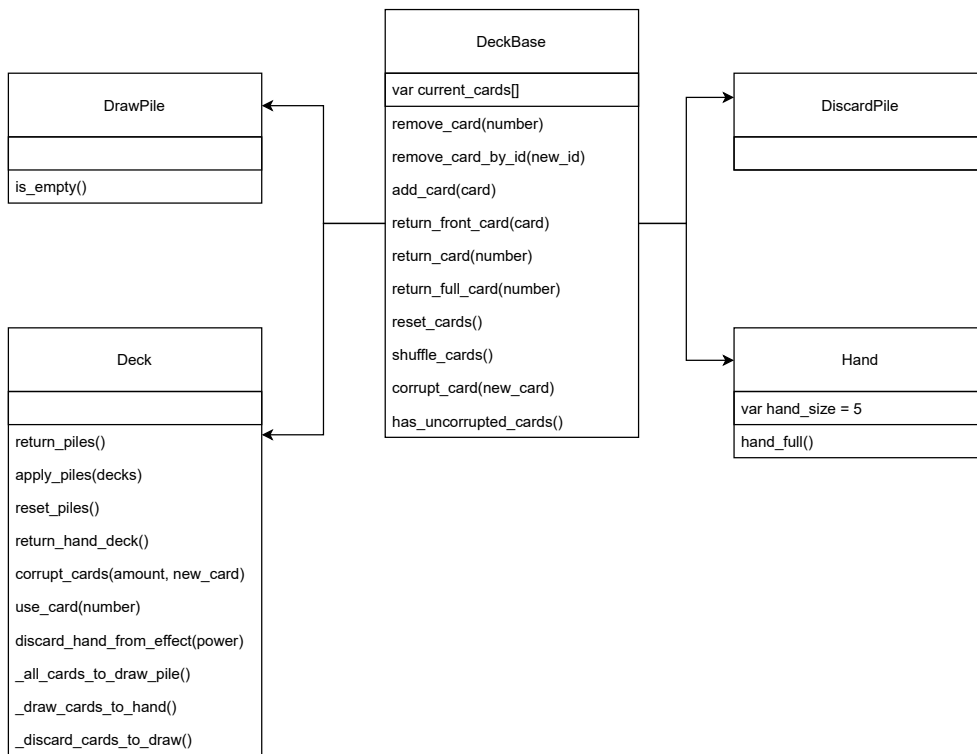 DeckBase
var current_cards[]
remove_card(number)
remove_card_by_id(new_id)
add_card(card)
return_front_card(card)
return_card(number)
return_full_card(number)
reset_cards()
shuffle_cards()
corrupt_card(new_card)
has_uncorrupted_cards()
DrawPile
is_empty()
Deck
return_piles()
apply_piles(decks)
reset_piles()
return_hand_deck()
corrupt_cards(amount, new_card)
use_card(number)
discard_hand_from_effect(power)
_all_cards_to_draw_pile()
_draw_cards_to_hand()
_discard_cards_to_draw()
DiscardPile
Hand
var hand_size = 5
hand_full()